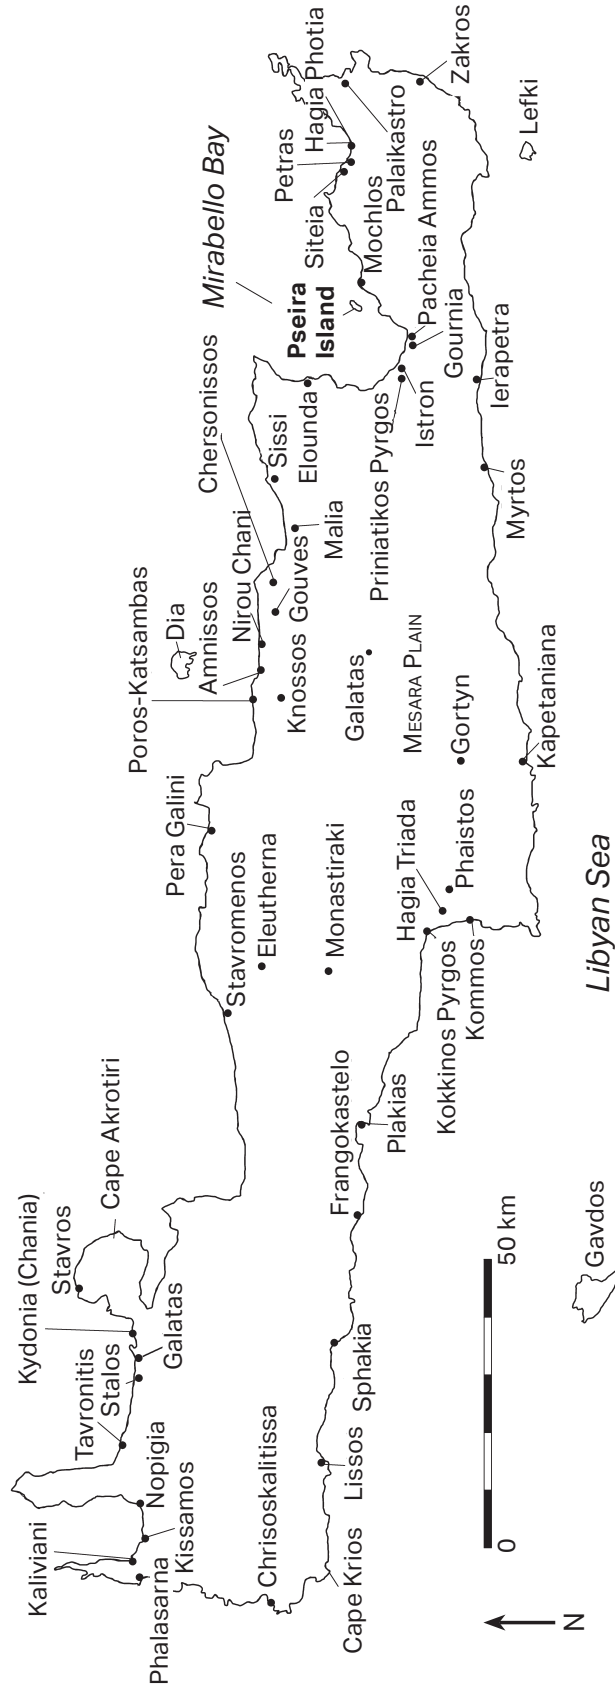 Kaliviani
Phalasarna
Kissamos
Nopigia
Tavronitis
Stalos
Galatas
Kydonia (Chania)
Stavros
Cape Akrotiri
Chrisoskalitissa
Cape Krios
Lissos
Sphakia
Frangokastelo
Plakias
Stavromenos
Eleutherna
Monastiraki
Pera Galini
Hagia Triada
Phaistos
Kokkinos Pyrgos
Kommos
Poros-Katsambas
Dia
Amnissos
Nirou Chani
Knossos
Gouves
Chersonissos
Galatas
MESARA PLAIN
Gortyn
Kapetaniana
Malia
Sissi
Elounda
Priniatikos Pyrgos
Istron
Myrtos
Ierapetra
Gournia
Pacheia Ammos
Pseira
Island
Mirabello Bay
Mochlos
Siteia
Petras
Hagia Photia
Palaikastro
Zakros
Lefki
Libyan Sea
Gavdos
0
50 km
N